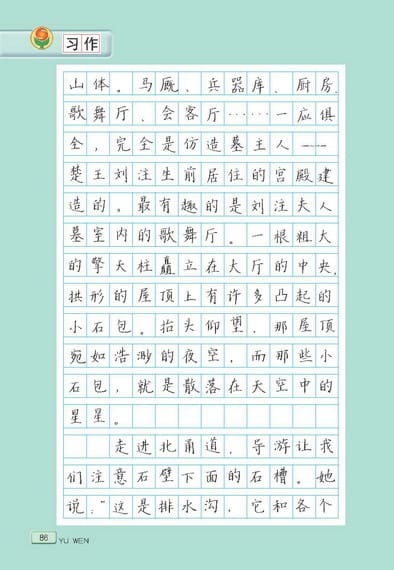 习作
山体。马厩、兵器库、厨房、
歌舞厅、会客厅……一应俱
全，完全是仿造墓主人——
楚王刘注生前居住的宫殿建
造的。最有趣的是刘注夫人
墓室内的歌舞厅。一根粗大
的擎天柱矗立在大厅的中央，
拱形的屋顶上有许多凸起的
小石包。抬头仰望，那屋顶
宛如浩渺的夜空，而那些小
石包，就是散落在天空中的
星星。
走进北甬道，导游让我
们注意石壁下面的石槽。她
说：“这是排水沟，它和各个
86 YU WEN